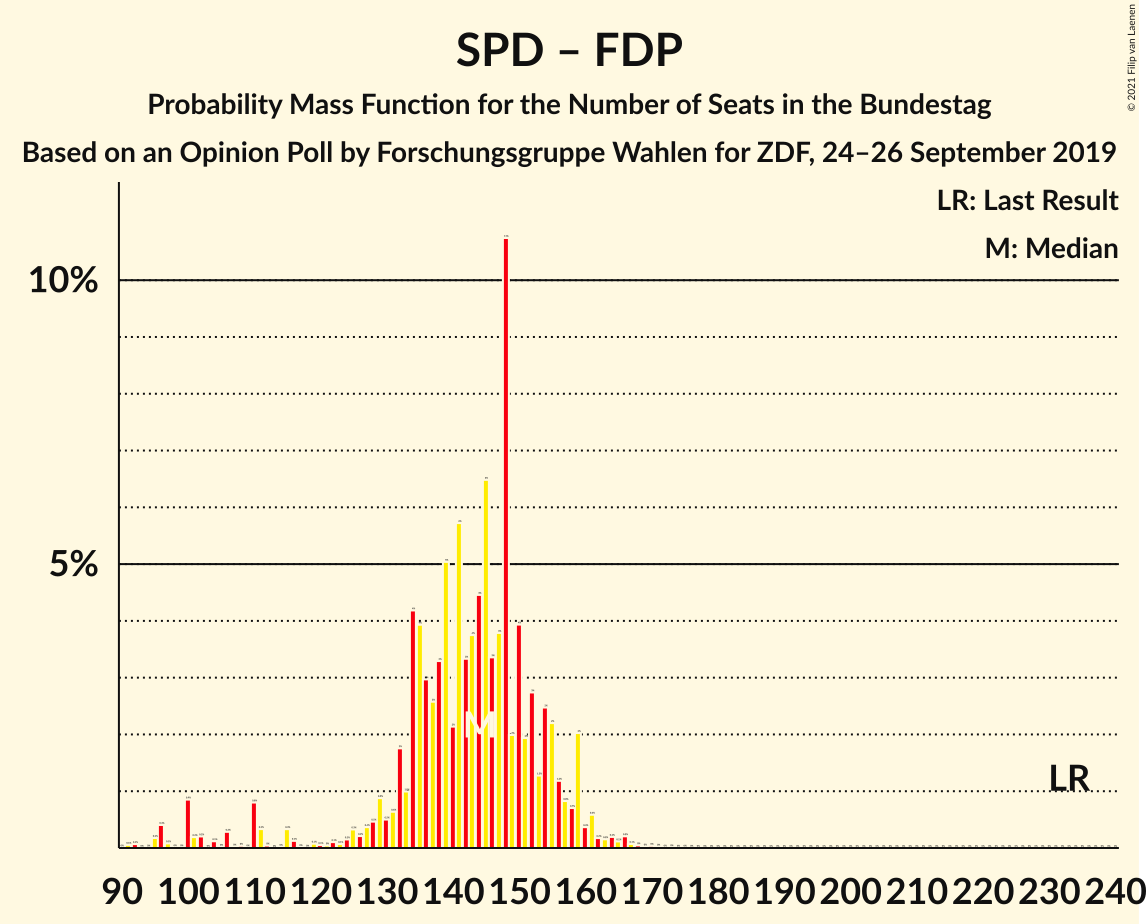 © 2021 Filip van Laenen
SPD – FDP
Probability Mass Function for the Number of Seats in the Bundestag
Based on an Opinion Poll by Forschungsgruppe Wahlen for ZDF, 24–26 September 2019
LR: Last Result
M: Median
10%
5%
M
LR
90 100 110 120 130 140 150 160 170 180 190 200 210 220 230 240